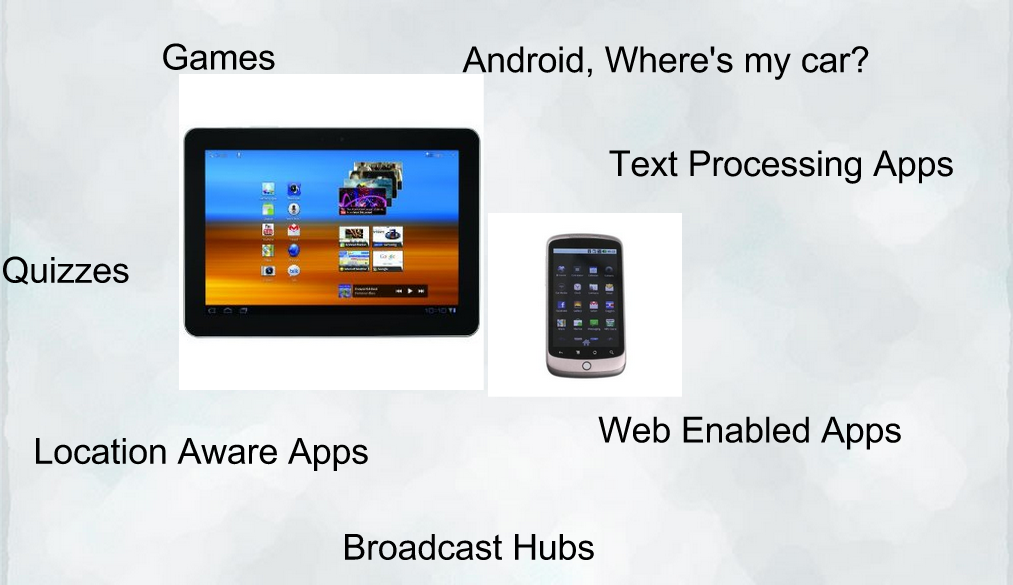 Games
Android, Where's my car?
Text Processing Apps
Quizzes
Web Enabled Apps
Location Aware Apps
Broadcast Hubs